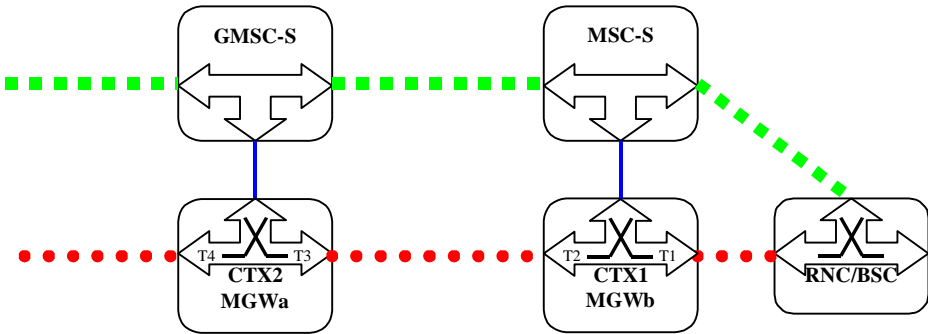 GMSC-S
MSC-S
T4
T3
CTX2
MGWa
T2
T1
CTX1
MGWb
RNC/BSC